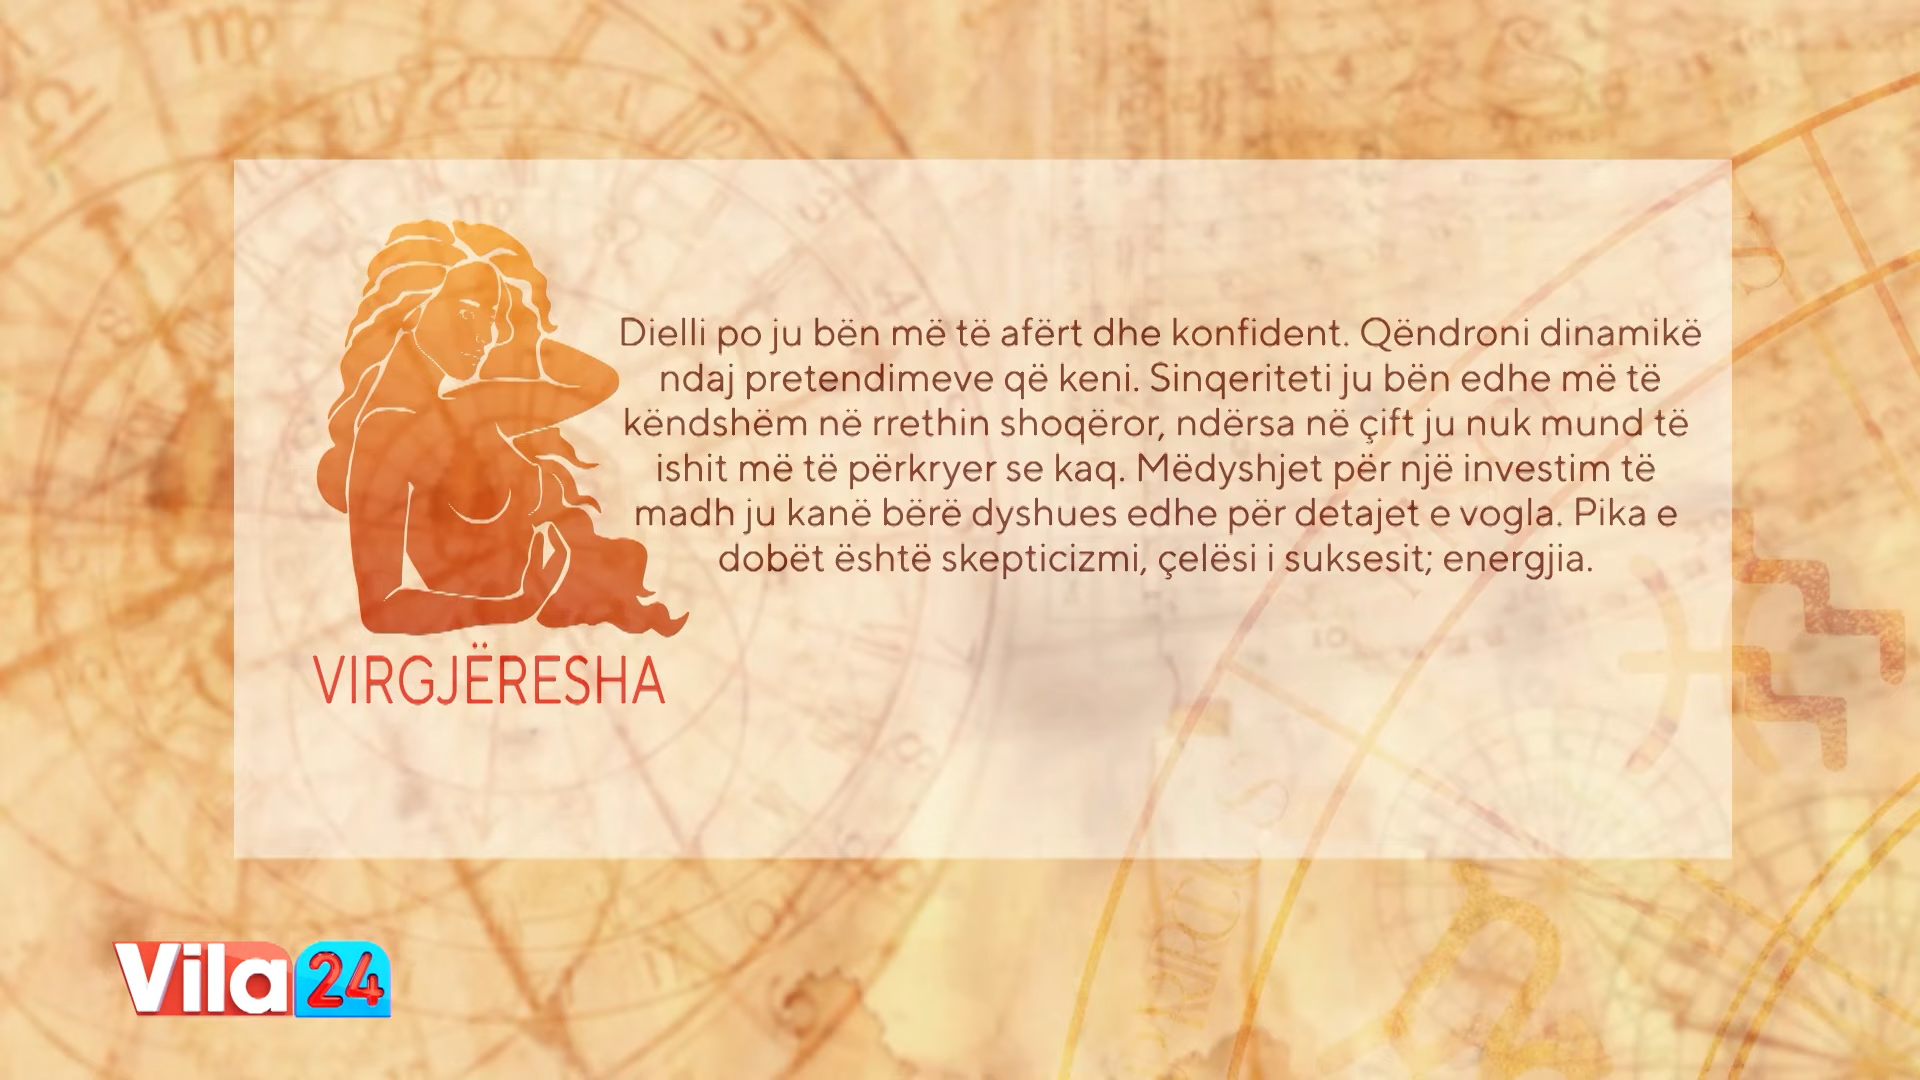 Dielli po ju bën më të afërt dhe konfident. Qëndroni dinamikë
ndaj pretendimeve që keni. Sinqeriteti ju bën edhe më të
këndshëm në rrethin shoqëror, ndërsa në çift ju nuk mund të
ishit më të përkryer se kaq. Mëdyshjet për një investim të
madh ju kanë bërë dyshues edhe për detajet e vogla. Pika e
dobët është skepticizmi, çelësi i suksesit; energjia.
VIRGJËRESHA
Vila 24